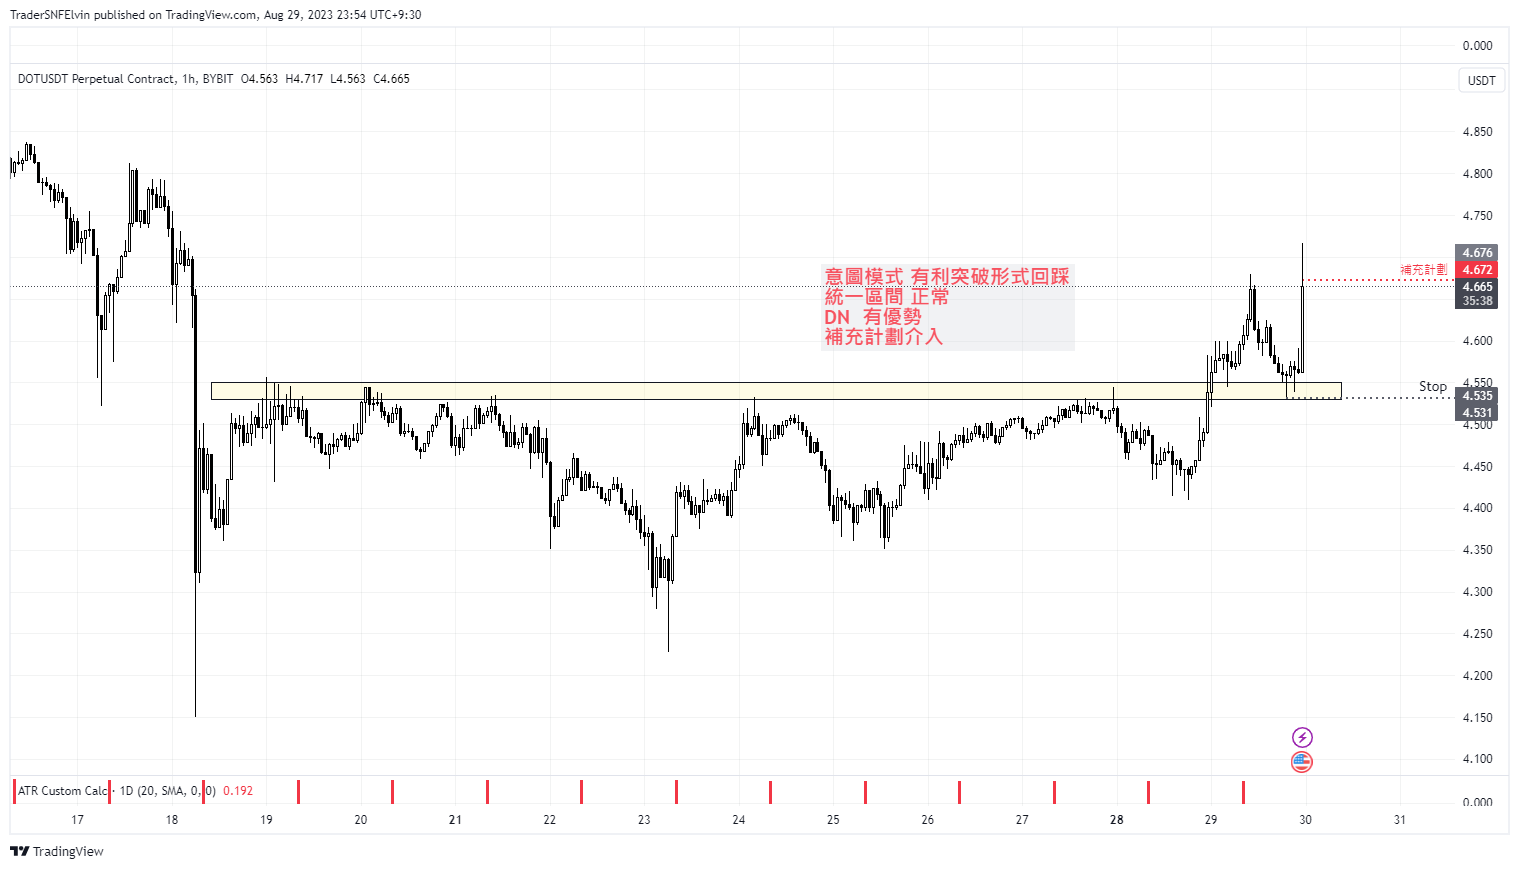 TraderSNFElvin published on TradingView.com, Aug 29, 2023 23:54 UTC+9:30
0.000
DOTUSDT Perpetual Contract, 1h, BYBIT O4.563 H4.717 L4.563 C4.665
USDT
4.850
4.800
4.750
4.676
補充計劃 4.672
4.665
35:38
意圖模式 有利突破形式回踩
統一區間 正常
DN 有優勢
補充計劃介入
4.600
4.550
Stop
4.535
4.531
4.500
4.450
4.400
4.350
4.300
4.250
4.200
4.150
4.100
ATR Custom Calc · 1D (20, SMA, 0, 0) 0.192
0.000
17 18 19 20 21 22 23 24 25 26 27 28 29 30 31
TradingView